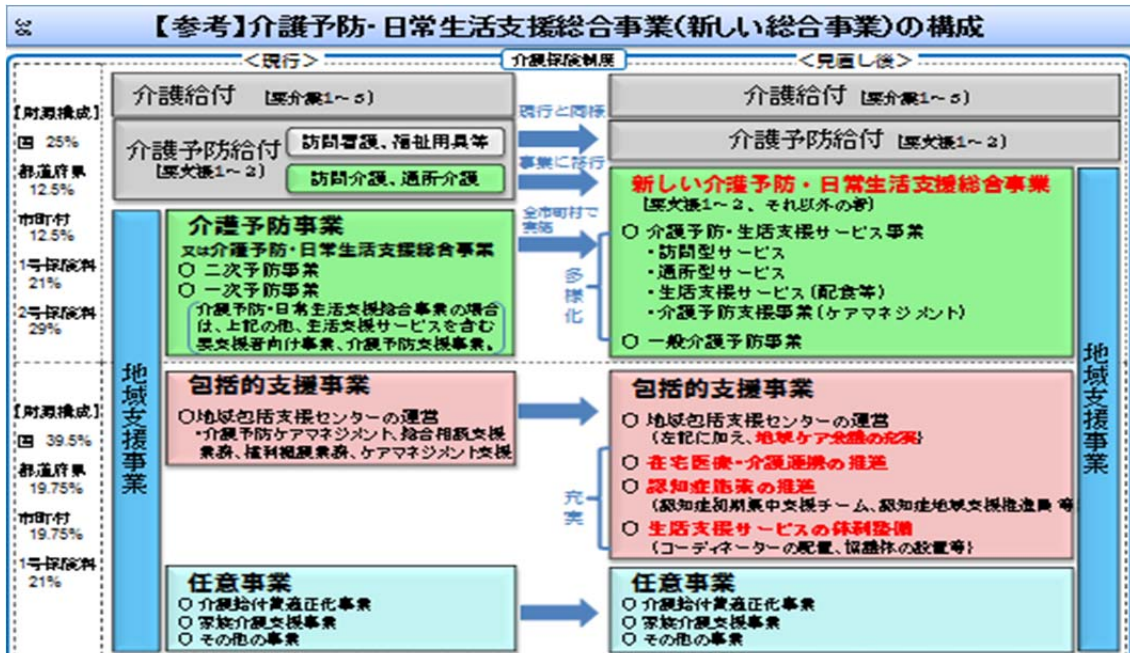 【参考】介護予防・日常生活支援総合事業(新しい総合事業)の構成
<現行>
介護保険制度
<見直し後>
【財源構成】
国 25%
都道府県
12.5%
市町村
12.5%
1号保険料
21%
2号保険料
29%
【財源構成】
国 39.5%
都道府県
19.75%
市町村
19.75%
1号保険料
21%
介護給付 (要介護1~5)
介護予防給付
(要支援1~2)
訪問看護、福祉用具等
訪問介護、通所介護
地域支援事業
介護予防事業
又は介護予防・日常生活支援総合事業
○ 二次予防事業
○ 一次予防事業
介護予防・日常生活支援総合事業の場合
は、上記の他、生活支援サービスを含む
要支援者向け事業、介護予防支援事業。
包括的支援事業
○地域包括支援センターの運営
・介護予防ケアマネジメント、総合相談支援
業務、権利擁護業務、ケアマネジメント支援
任意事業
○ 介護給付費適正化事業
○ 家族介護支援事業
○ その他の事業
現行と同様
事業に移行
全市町村で
実施
多様化
充実
介護給付 (要介護1~5)
介護予防給付 (要支援1~2)
新しい介護予防・日常生活支援総合事業
(要支援1~2、それ以外の者)
○ 介護予防・生活支援サービス事業
・訪問型サービス
・通所型サービス
・生活支援サービス(配食等)
・介護予防支援事業(ケアマネジメント)
○ 一般介護予防事業
包括的支援事業
○ 地域包括支援センターの運営
(左記に加え、地域ケア会議の充実)
○ 在宅医療・介護連携の推進
○ 認知症施策の推進
(認知症初期集中支援チーム、認知症地域支援推進員 等)
○ 生活支援サービスの体制整備
(コーディネーターの配置、協議体の設置等)
任意事業
○ 介護給付費適正化事業
○ 家族介護支援事業
○ その他の事業
地域支援事業